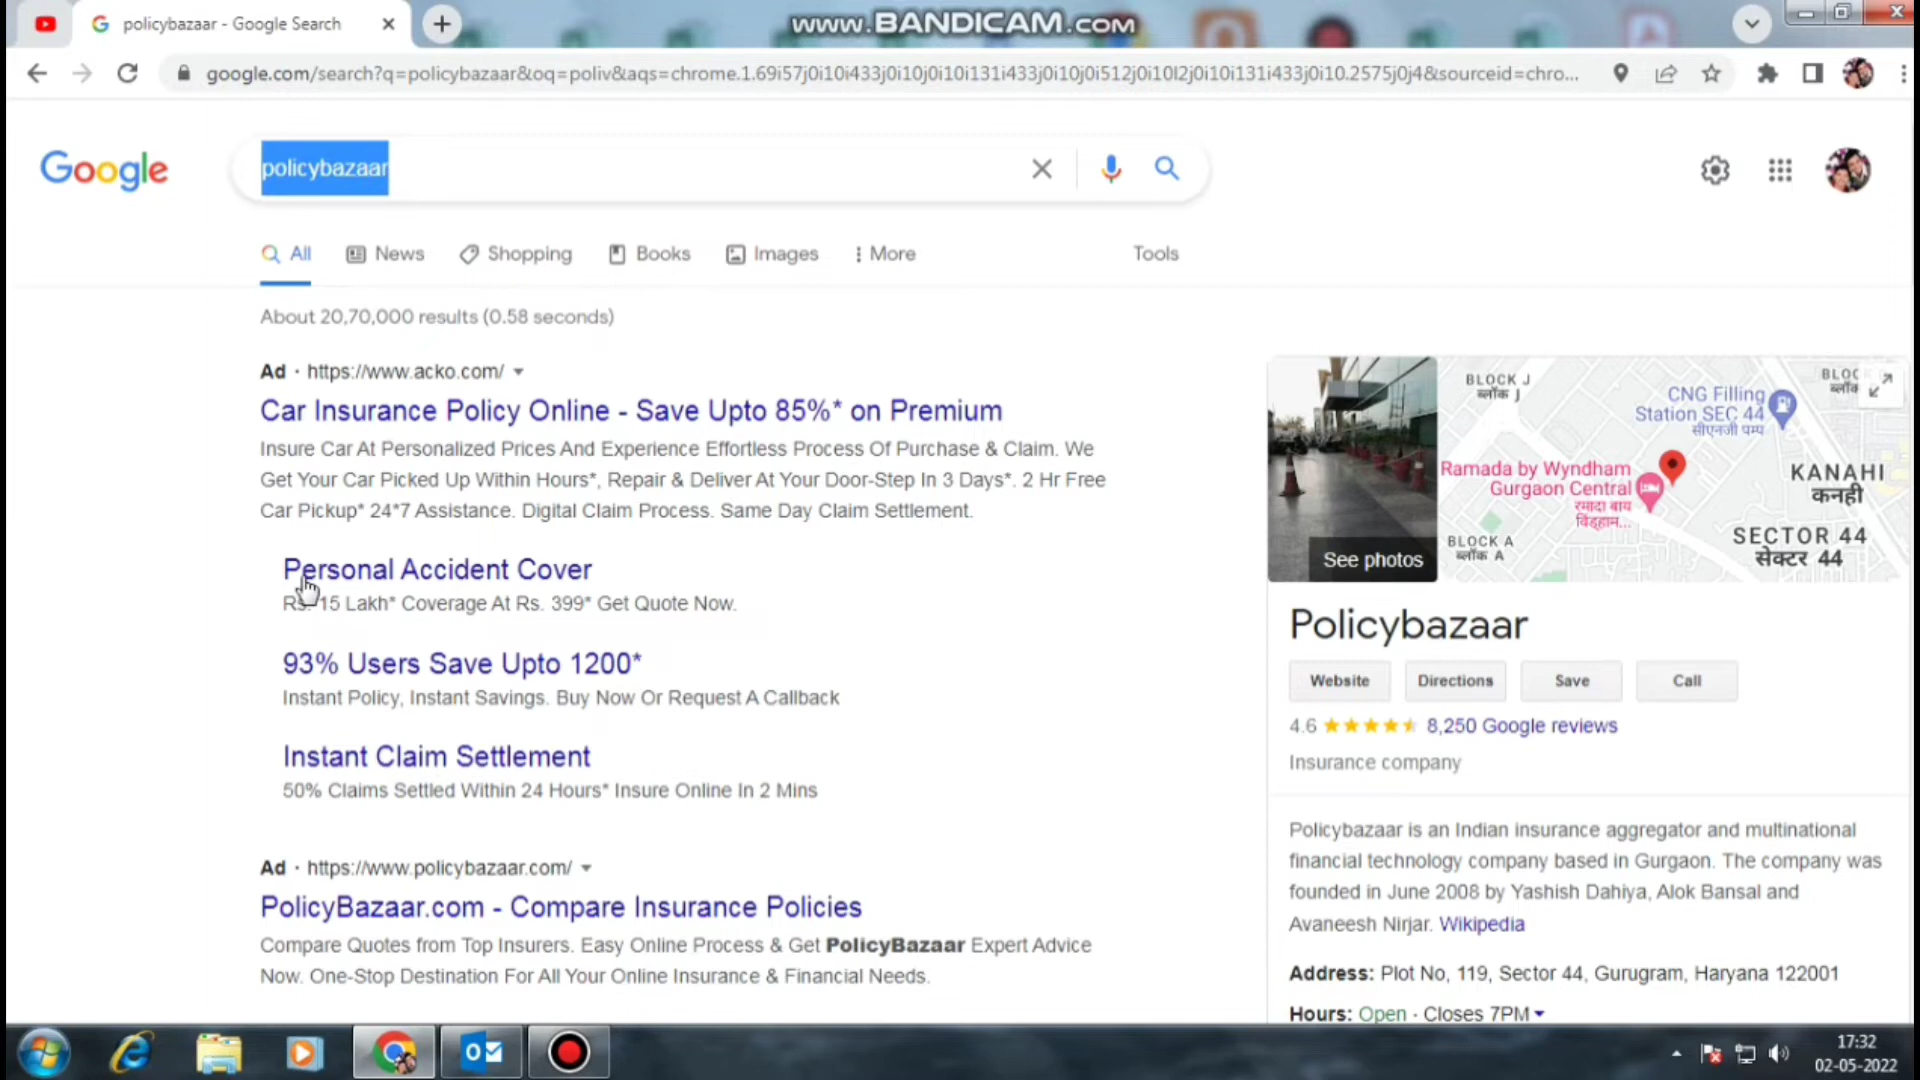 policybazaar - Google Search
www.BANDICAM.com
google.com/search?q=policybazaar&oq=poliv&aqs=chrome.1.69i57j0i10i433j0i10j0i10i131i433j0i10j0i512j0i10l2j0i10i131i433j0i10.2575j0j4&sourceid=chro...
Google
policybazaar
All
News
Shopping
Books
Images
More
Tools
About 20,70,000 results (0.58 seconds)
Ad · https://www.acko.com/
Car Insurance Policy Online - Save Upto 85%* on Premium
Insure Car At Personalized Prices And Experience Effortless Process Of Purchase & Claim. We
Get Your Car Picked Up Within Hours*, Repair & Deliver At Your Door-Step In 3 Days*. 2 Hr Free
Car Pickup* 24*7 Assistance. Digital Claim Process. Same Day Claim Settlement.
Personal Accident Cover
Rs. 15 Lakh* Coverage At Rs. 399* Get Quote Now.
93% Users Save Upto 1200*
Instant Policy, Instant Savings. Buy Now Or Request A Callback
Instant Claim Settlement
50% Claims Settled Within 24 Hours* Insure Online In 2 Mins
Ad · https://www.policybazaar.com/
PolicyBazaar.com - Compare Insurance Policies
Compare Quotes from Top Insurers. Easy Online Process & Get PolicyBazaar Expert Advice
Now. One-Stop Destination For All Your Online Insurance & Financial Needs.
See photos
BLOCK J
ब्लॉक J
CNG Filling
Station SEC 44
सीएनजी पम्प
Ramada by Wyndham
Gurgaon Central
रमादा बाय
विंड्हाम...
KANAHI
कनही
BLOCK A
ब्लॉक A
SECTOR 44
सेक्टर 44
Policybazaar
Website
Directions
Save
Call
4.6
8,250 Google reviews
Insurance company
Policybazaar is an Indian insurance aggregator and multinational
financial technology company based in Gurgaon. The company was
founded in June 2008 by Yashish Dahiya, Alok Bansal and
Avaneesh Nirjar. Wikipedia
Address: Plot No, 119, Sector 44, Gurugram, Haryana 122001
Hours: Open · Closes 7PM
17:32
02-05-2022